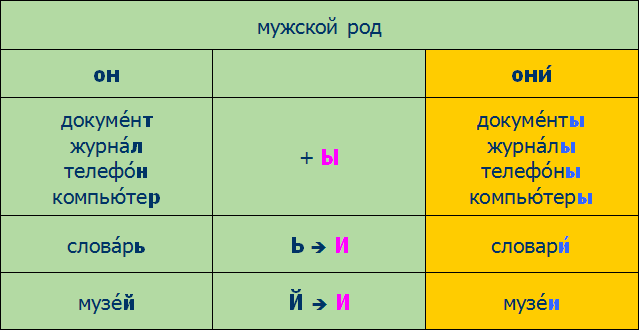 мужской род
он
они́
докуме́нт
журна́л
телефо́н
компью́тер
+ Ы
докуме́нты
журна́лы
телефо́ны
компью́теры
слова́рь
Ь ➔ И
словари́
музе́й
Й ➔ И
музе́и